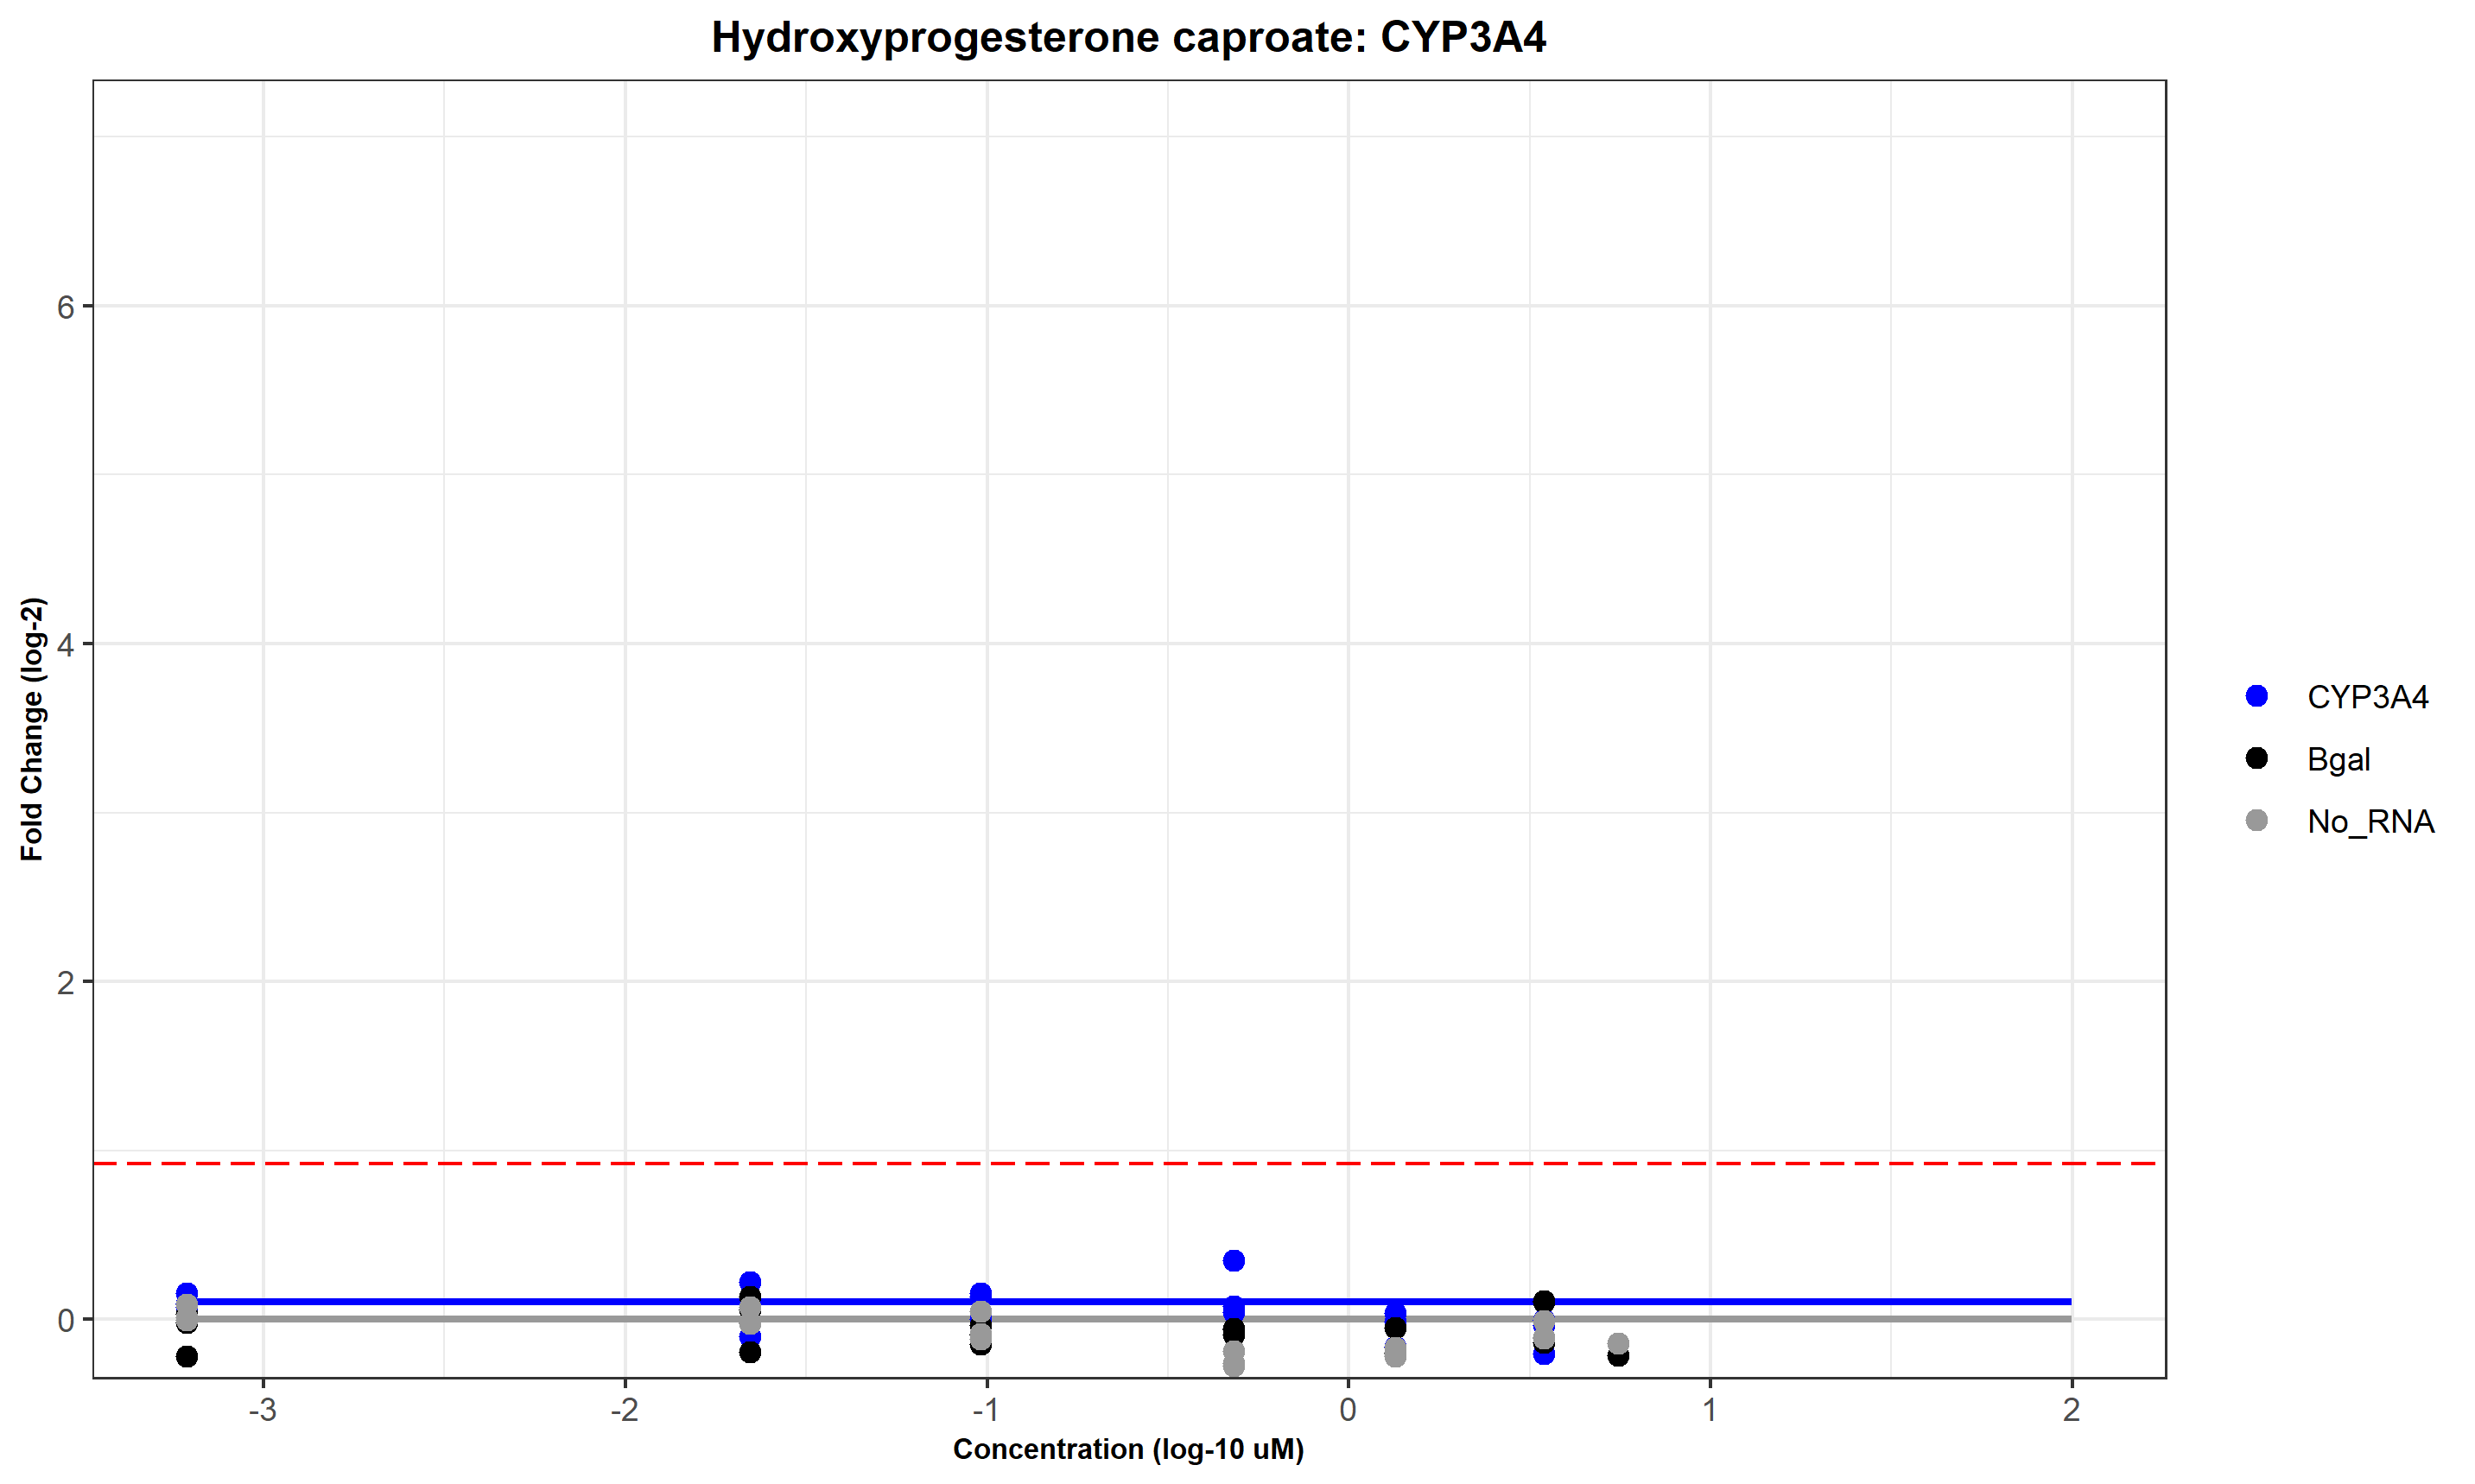 Hydroxyprogesterone caproate: CYP3A4
Fold Change (log-2)
6
4
2
0
-3
-2
-1
0
1
2
Concentration (log-10 uM)
CYP3A4
Bgal
No_RNA